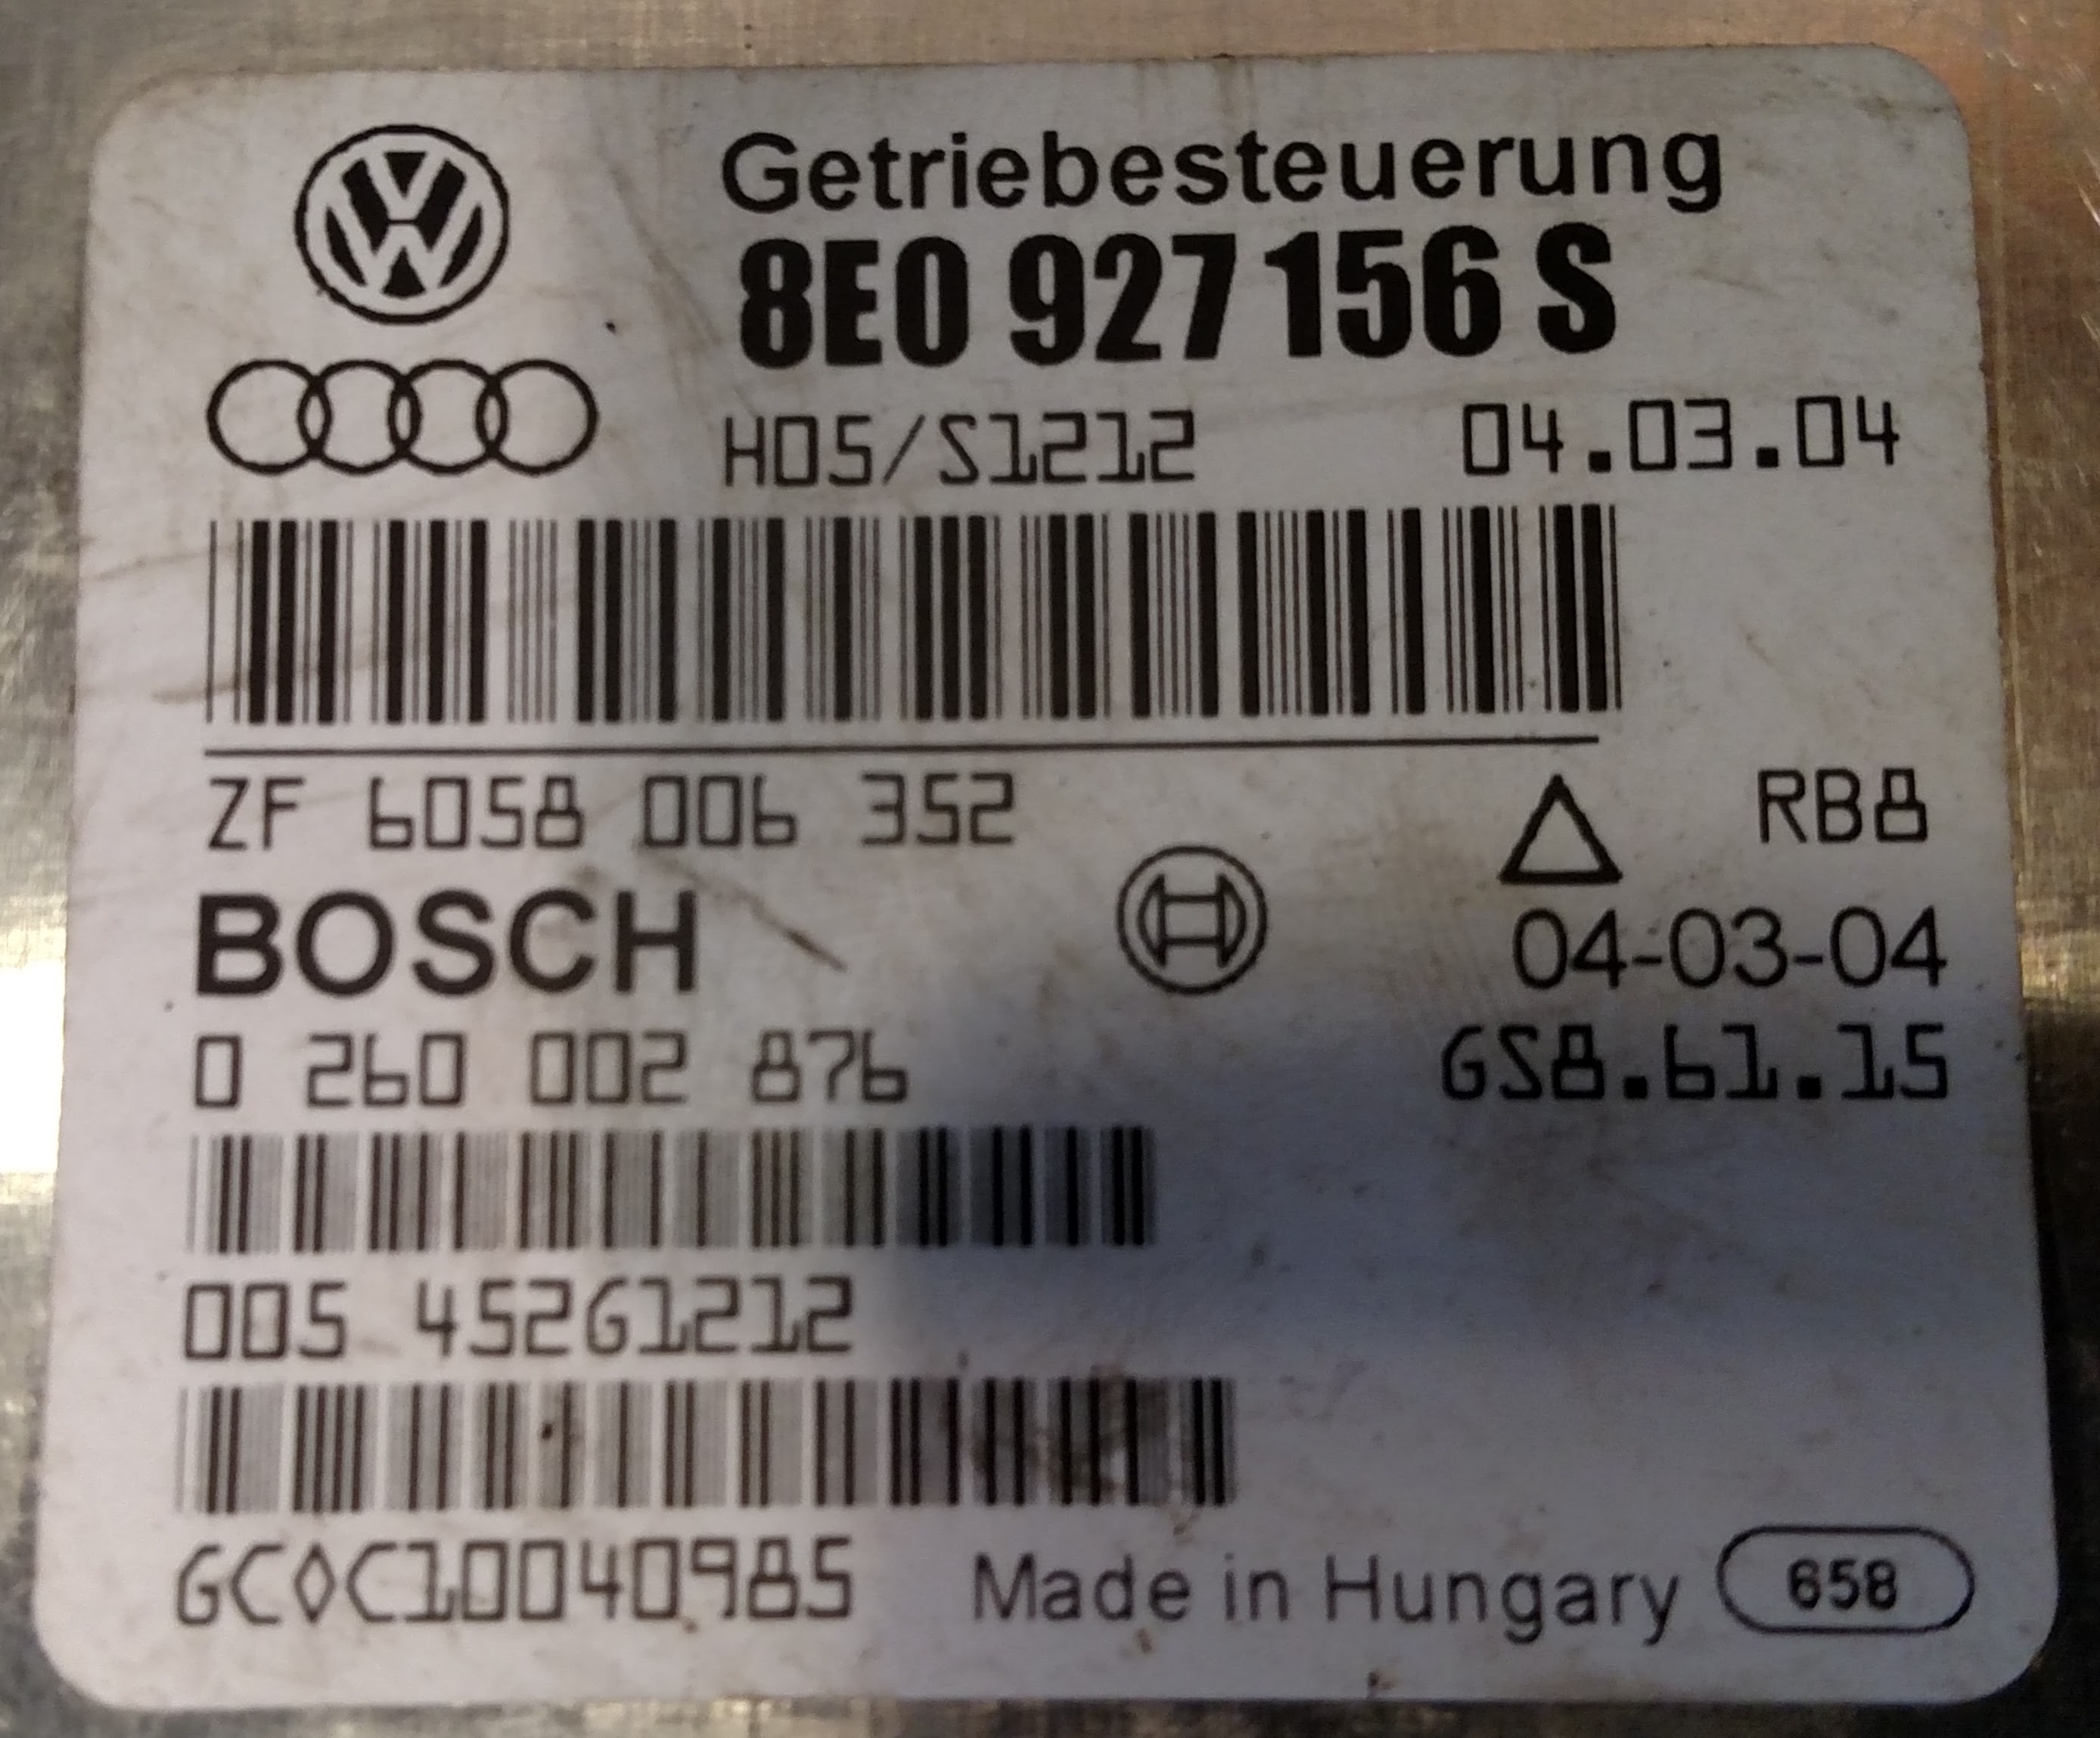 Getriebesteuerung
8E0 927 156 S
H05/S1212 04.03.04
ZF 6058 006 352 RB8
BOSCH 04-03-04
0 260 002 876 GS8.61.15
005 452G1212
GC◊C10040985 Made in Hungary 658